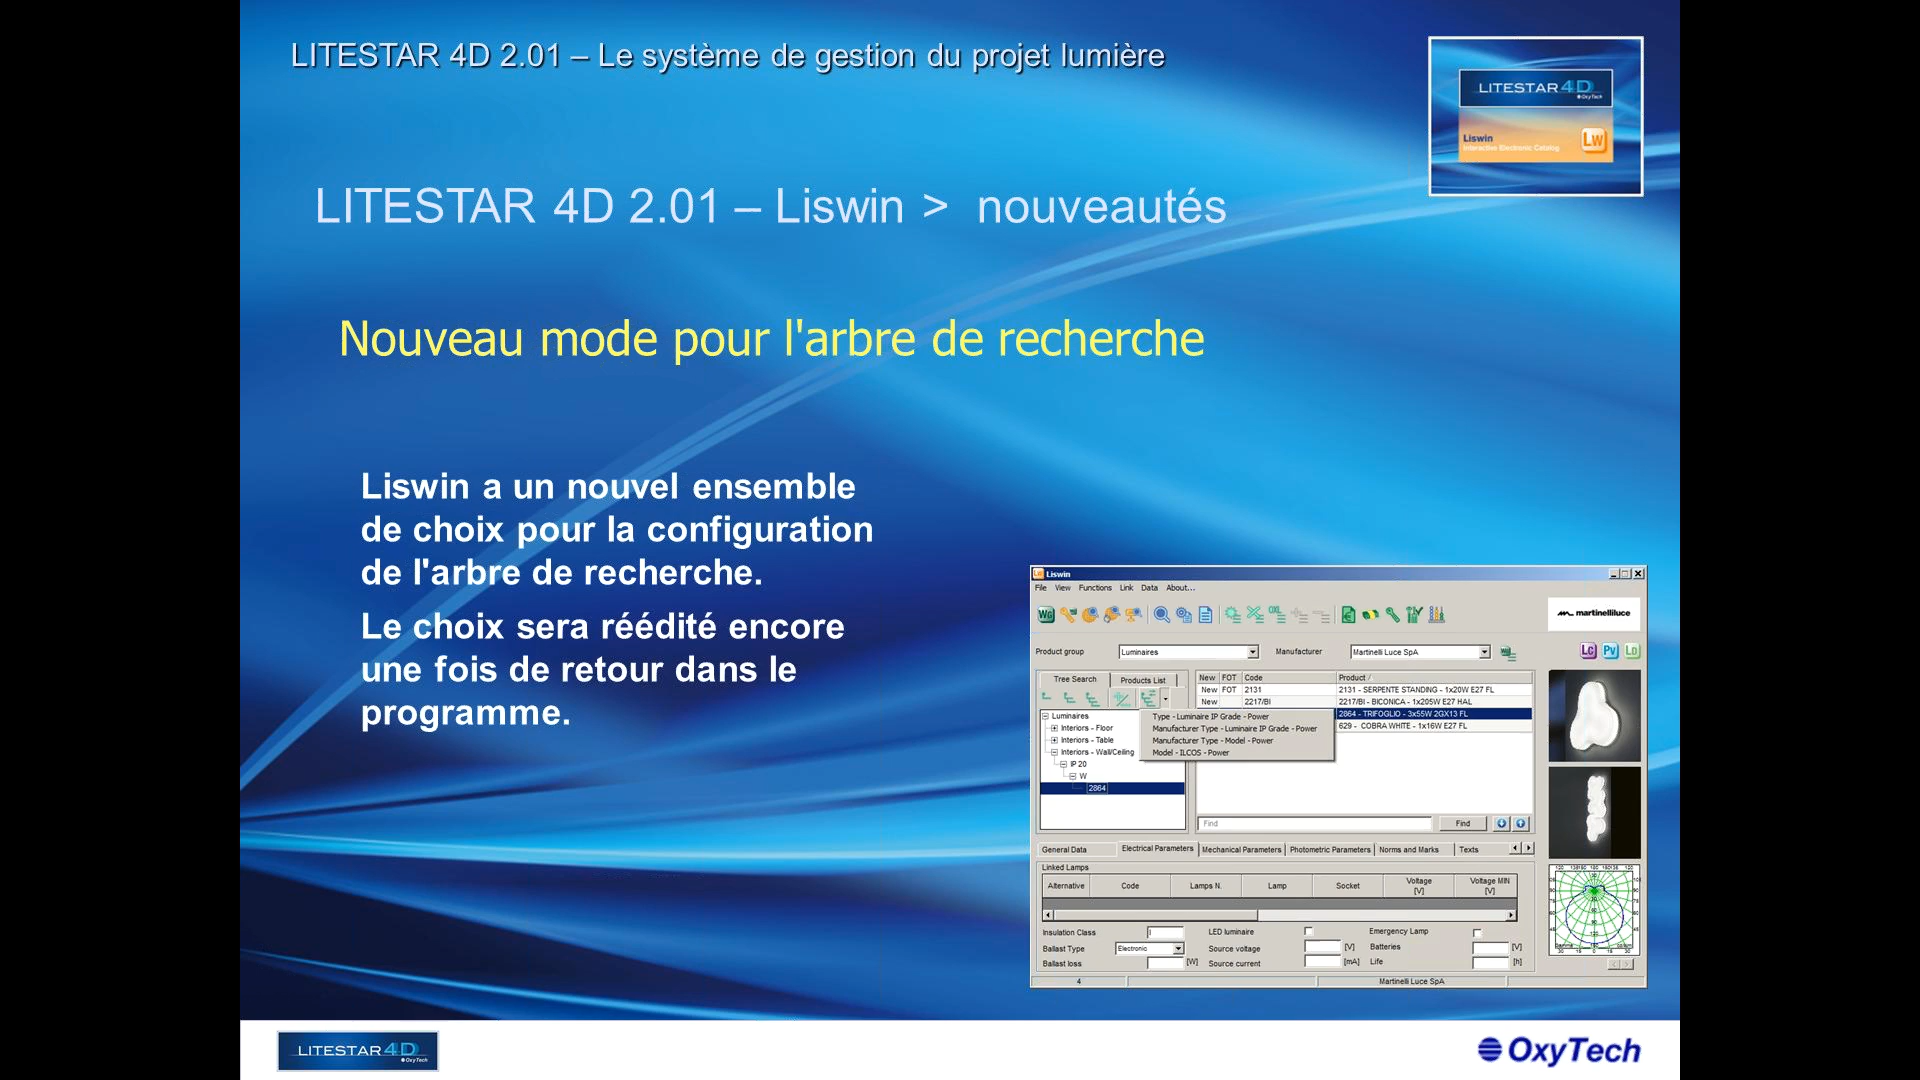 LITESTAR 4D 2.01 – Le système de gestion du projet lumière
LITESTAR 4D
OxyTech
Liswin
Interactive Electronic Catalog
LW
LITESTAR 4D 2.01 – Liswin > nouveautés
Nouveau mode pour l'arbre de recherche
Liswin a un nouvel ensemble
de choix pour la configuration
de l'arbre de recherche.
Le choix sera réédité encore
une fois de retour dans le
programme.
Liswin
File View Functions Link Data About...
martinelliluce
Product group Luminaires Manufacturer Martinelli Luce SpA
Lc Pv LD
Tree Search Products List
New FOT Code Product
New FOT 2131 2131 - SERPENTE STANDING - 1x20W E27 FL
New 2217/BI 2217/BI - BICONICA - 1x205W E27 HAL
2864 - TRIFOGLIO - 3x55W 2GX13 FL
629 - COBRA WHITE - 1x16W E27 FL
Luminaires
Interiors - Floor
Interiors - Table
Interiors - Wall/Ceiling
IP 20
W
2864
Type - Luminaire IP Grade - Power
Manufacturer Type - Luminaire IP Grade - Power
Manufacturer Type - Model - Power
Model - ILCOS - Power
Find Find
General Data Electrical Parameters Mechanical Parameters Photometric Parameters Norms and Marks Texts
Linked Lamps
Alternative Code Lamps N. Lamp Socket Voltage [V] Voltage MIN [V]
Insulation Class I LED luminaire Emergency Lamp
Ballast Type Electronic Source voltage [V] Batteries [V]
Ballast loss [W] Source current [mA] Life [h]
4 Martinelli Luce SpA
LITESTAR 4D
OxyTech
OxyTech